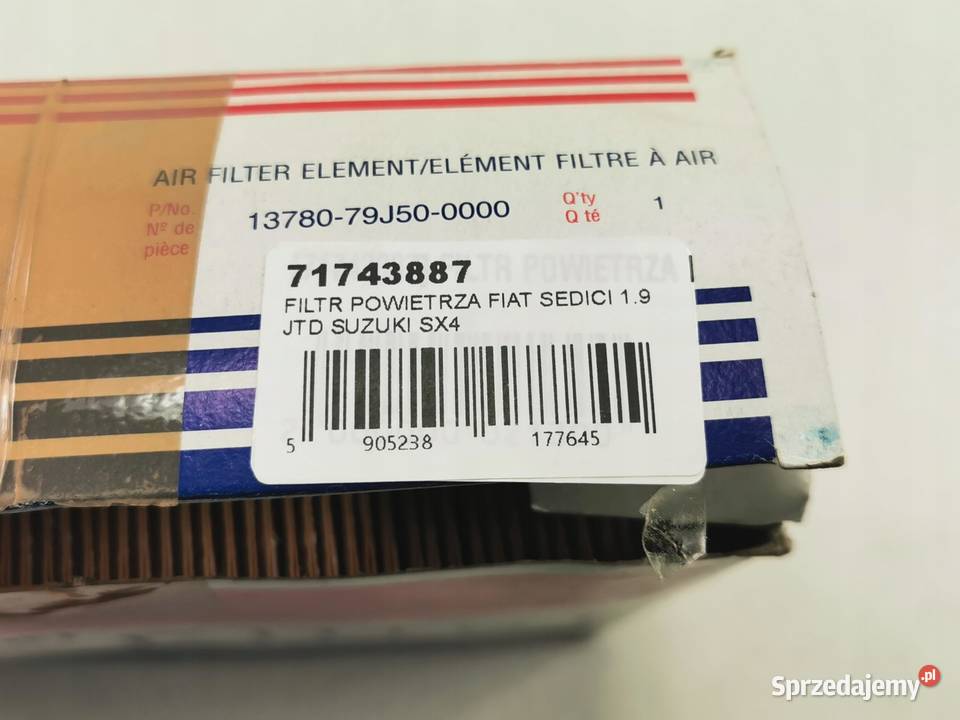 AIR FILTER ELEMENT/ELÉMENT FILTRE À AIR
P/No.
Nº de
pièce
13780-79J50-0000
Q'ty
Q té
1
71743887
FILTR POWIETRZA FIAT SEDICI 1.9
JTD SUZUKI SX4
5 905238 177645
Sprzedajemy.pl